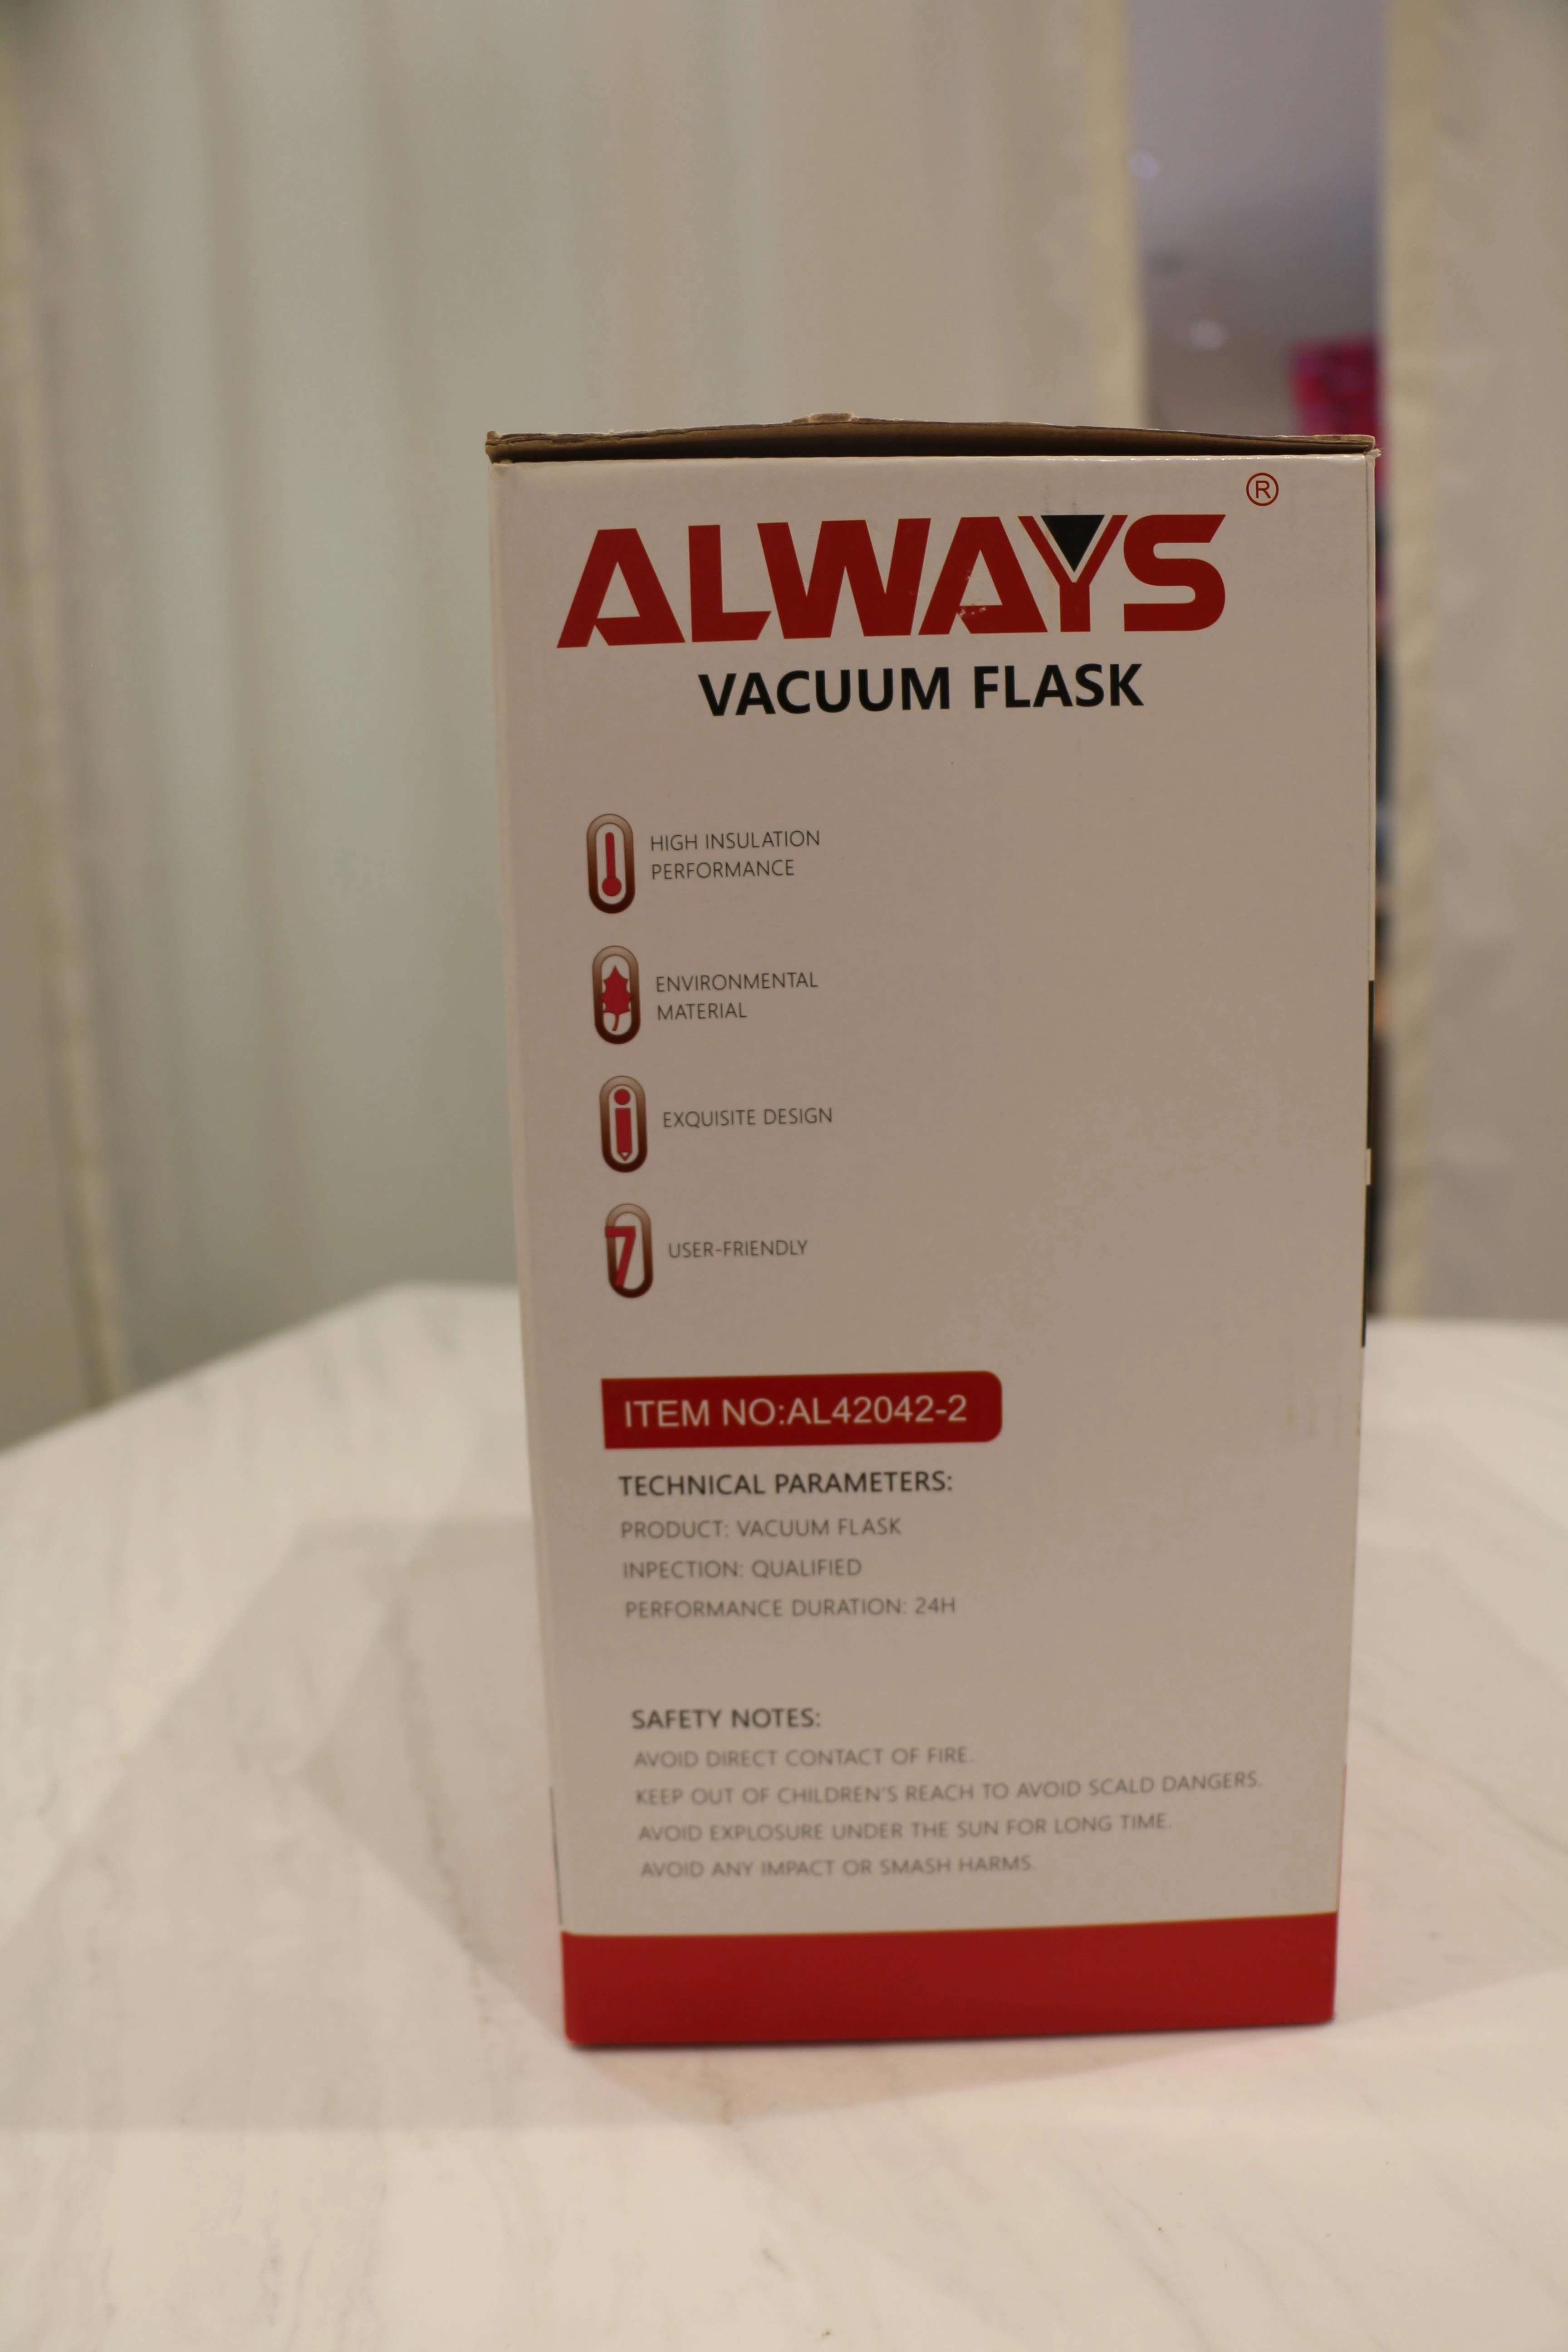 ALWAYS ®
VACUUM FLASK
HIGH INSULATION
PERFORMANCE
ENVIRONMENTAL
MATERIAL
EXQUISITE DESIGN
USER-FRIENDLY
ITEM NO:AL42042-2
TECHNICAL PARAMETERS:
PRODUCT: VACUUM FLASK
INPECTION: QUALIFIED
PERFORMANCE DURATION: 24H
SAFETY NOTES:
AVOID DIRECT CONTACT OF FIRE.
KEEP OUT OF CHILDREN'S REACH TO AVOID SCALD DANGERS.
AVOID EXPLOSURE UNDER THE SUN FOR LONG TIME.
AVOID ANY IMPACT OR SMASH HARMS.